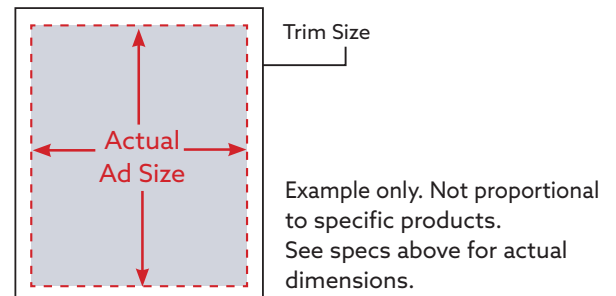 Trim Size
Actual
Ad Size
Example only. Not proportional
to specific products.
See specs above for actual
dimensions.